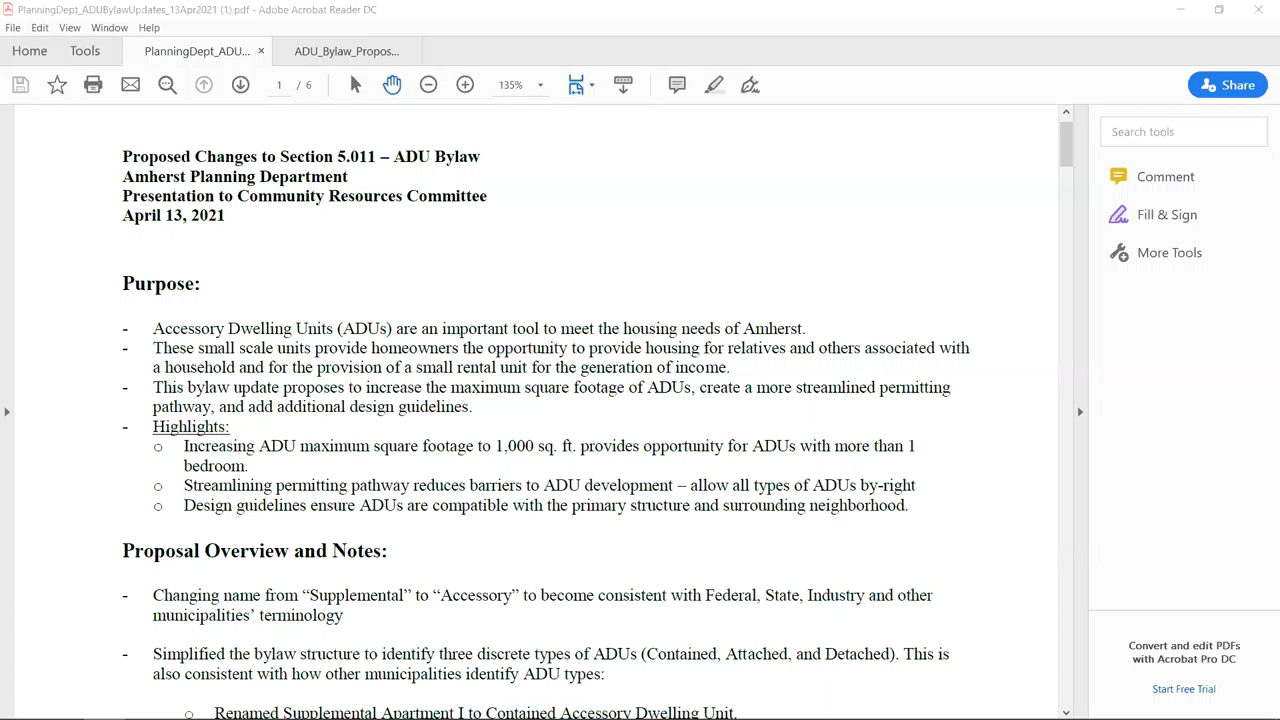 PlanningDept_ADUBylawUpdates_13Apr2021 (1).pdf - Adobe Acrobat Reader DC
File Edit View Window Help
Home Tools PlanningDept_ADU... × ADU_Bylaw_Propos...
1 / 6 135% Share
Proposed Changes to Section 5.011 – ADU Bylaw
Amherst Planning Department
Presentation to Community Resources Committee
April 13, 2021
Purpose:
- Accessory Dwelling Units (ADUs) are an important tool to meet the housing needs of Amherst.
- These small scale units provide homeowners the opportunity to provide housing for relatives and others associated with
a household and for the provision of a small rental unit for the generation of income.
- This bylaw update proposes to increase the maximum square footage of ADUs, create a more streamlined permitting
pathway, and add additional design guidelines.
- Highlights:
o Increasing ADU maximum square footage to 1,000 sq. ft. provides opportunity for ADUs with more than 1
bedroom.
o Streamlining permitting pathway reduces barriers to ADU development – allow all types of ADUs by-right
o Design guidelines ensure ADUs are compatible with the primary structure and surrounding neighborhood.
Proposal Overview and Notes:
- Changing name from “Supplemental” to “Accessory” to become consistent with Federal, State, Industry and other
municipalities’ terminology
- Simplified the bylaw structure to identify three discrete types of ADUs (Contained, Attached, and Detached). This is
also consistent with how other municipalities identify ADU types:
o Renamed Supplemental Apartment I to Contained Accessory Dwelling Unit.
Search tools
Comment
Fill & Sign
More Tools
Convert and edit PDFs
with Acrobat Pro DC
Start Free Trial